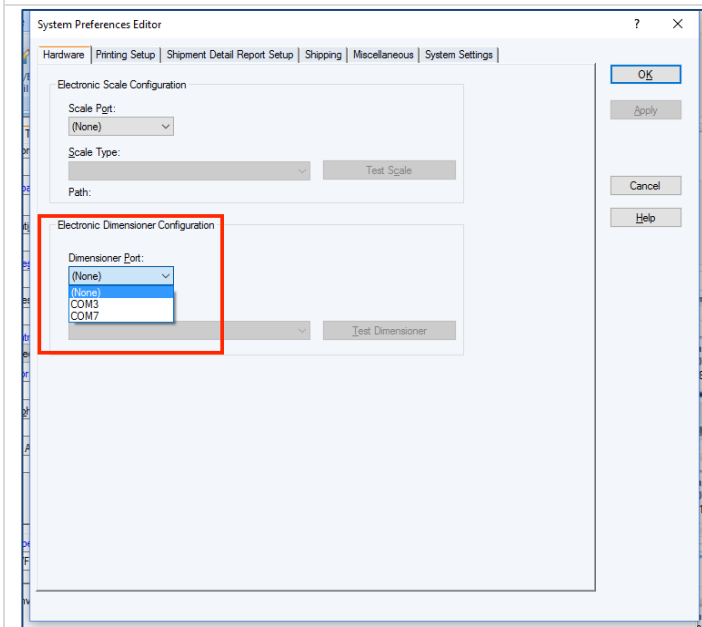 System Preferences Editor ? ×
Hardware Printing Setup Shipment Detail Report Setup Shipping Miscellaneous System Settings
OK
Electronic Scale Configuration
Scale Port:
(None)
Apply
Scale Type:
Test Scale
Path:
Cancel
Help
Electronic Dimensioner Configuration
Dimensioner Port:
(None)
(None)
COM3
COM7
Test Dimensioner